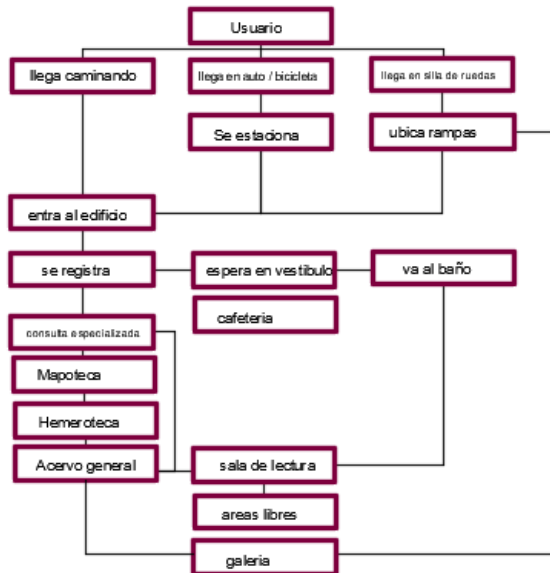 Usuario
llega caminando
llega en auto / bicicleta
llega en silla de ruedas
Se estaciona
ubica rampas
entra al edificio
se registra
espera en vestibulo
va al baño
cafeteria
consulta especializada
Mapoteca
Hemeroteca
Acervo general
sala de lectura
areas libres
galeria